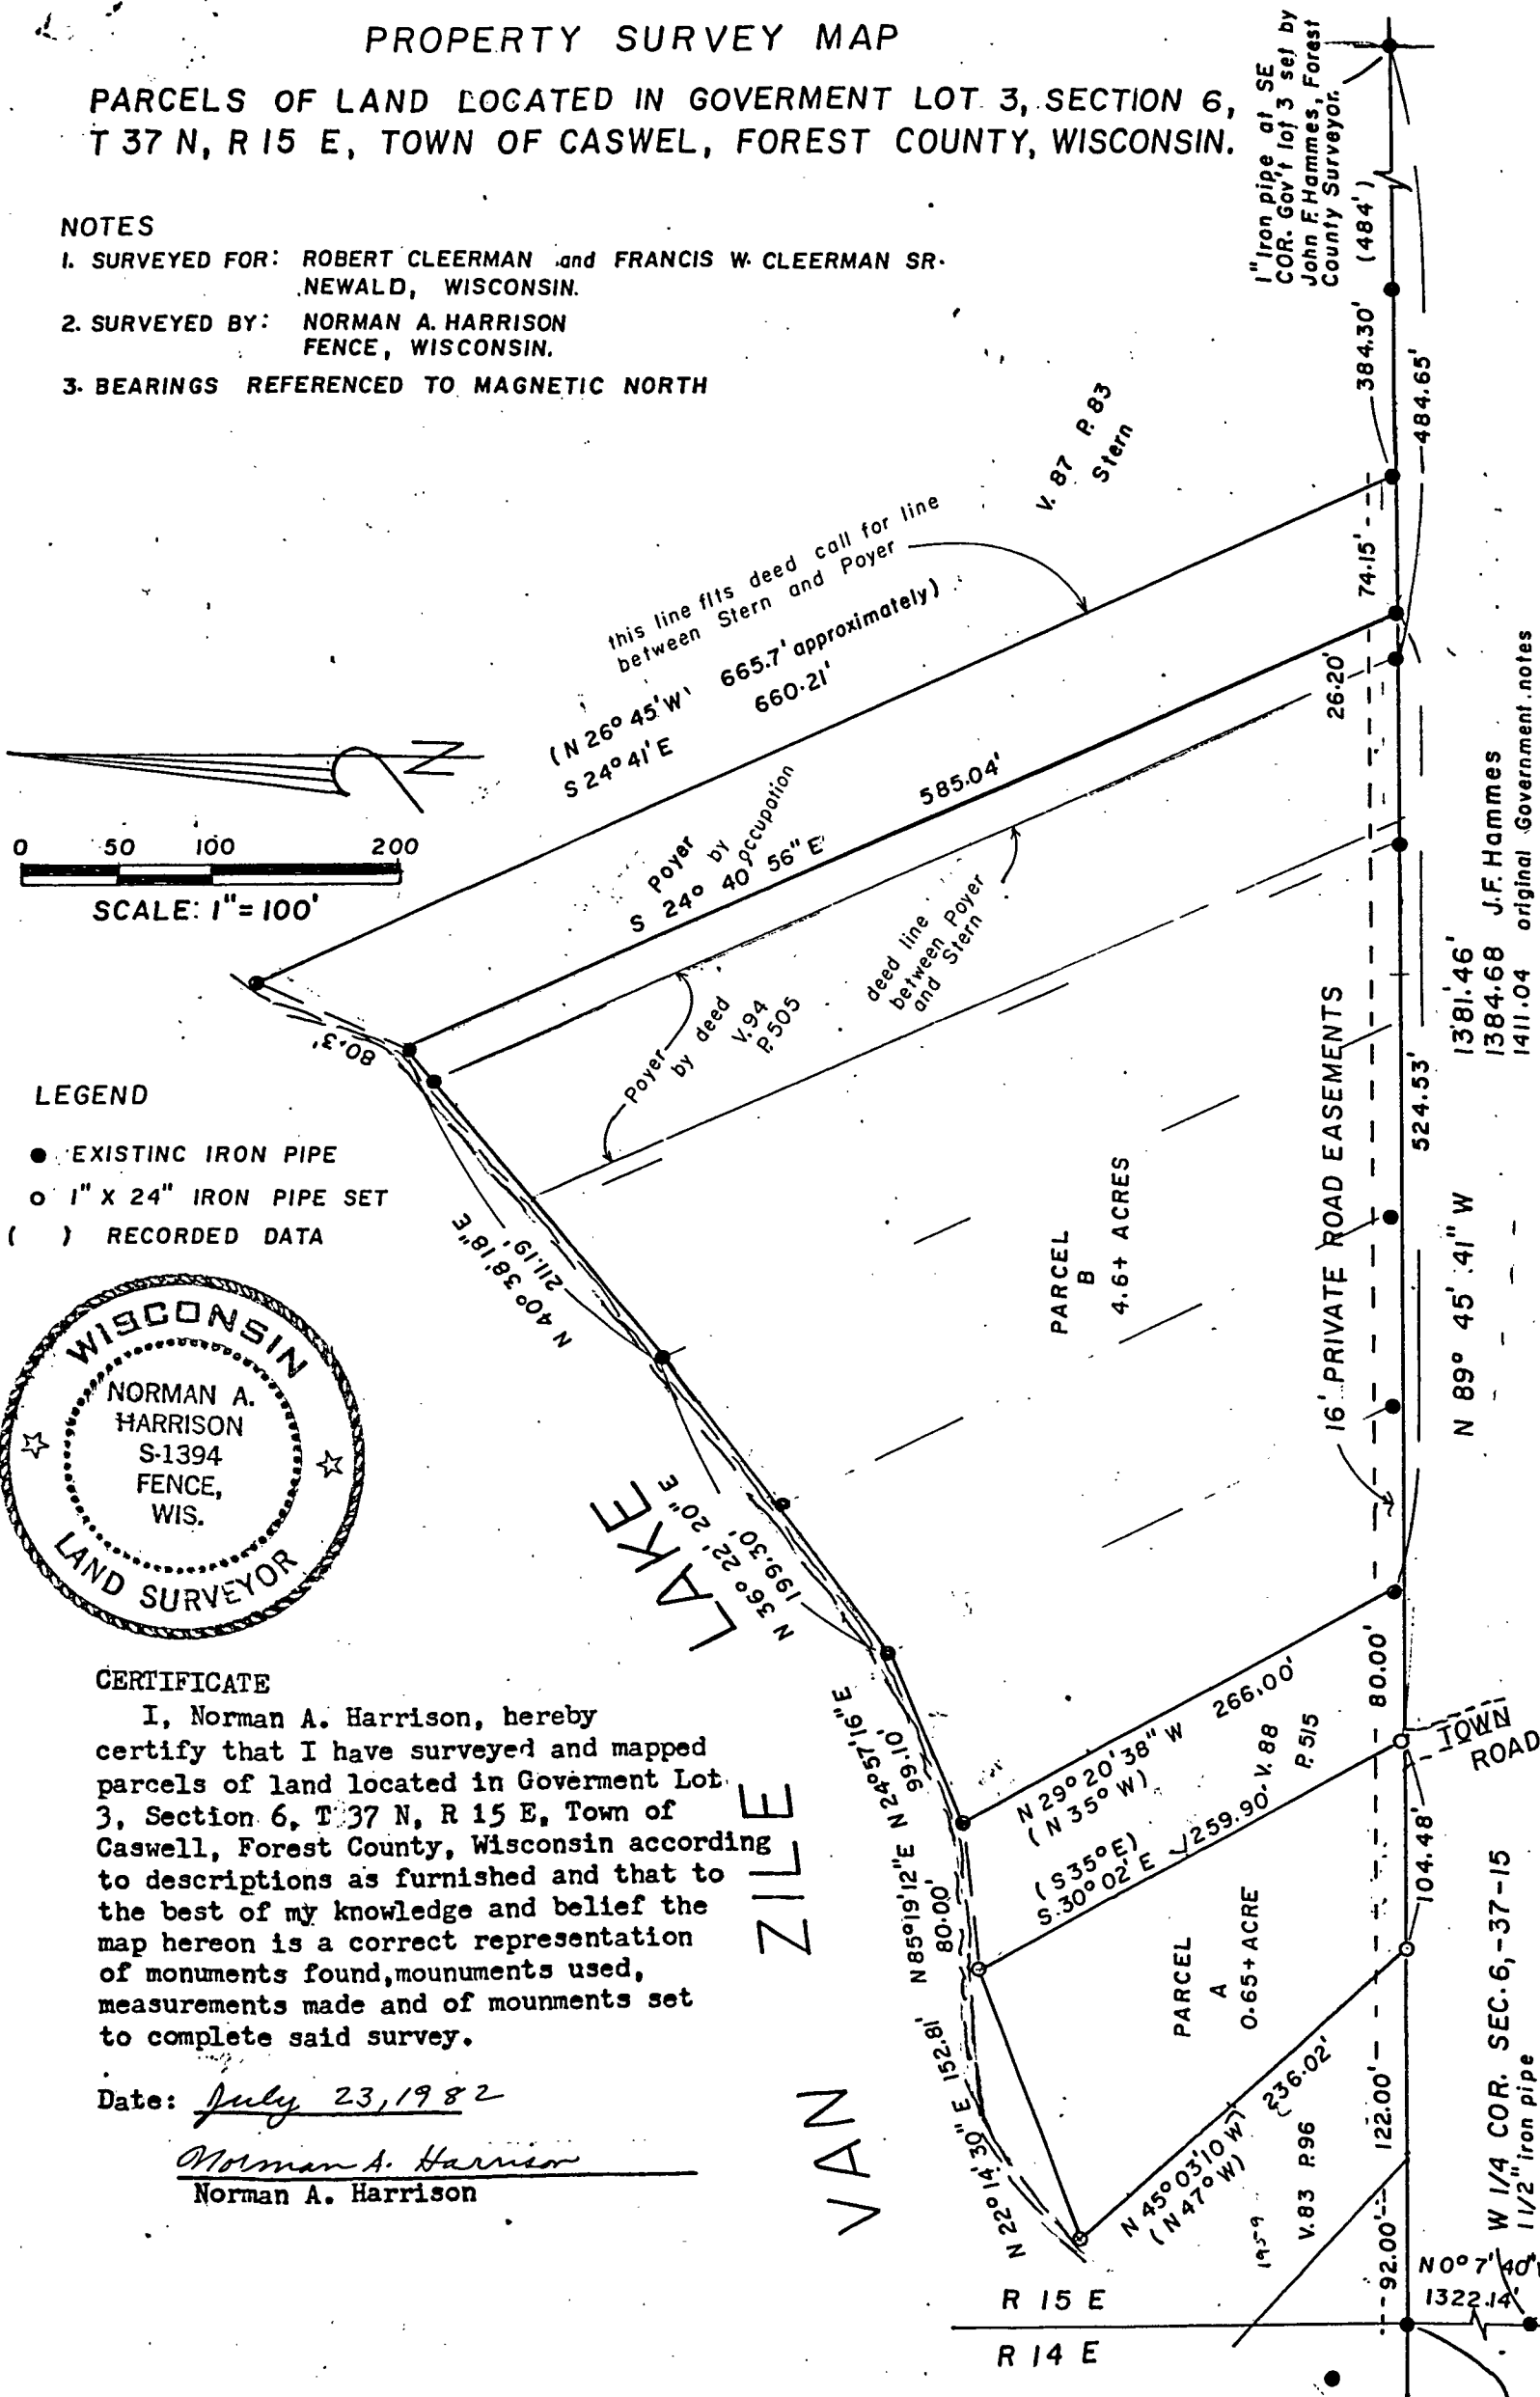 PROPERTY SURVEY MAP
PARCELS OF LAND LOCATED IN GOVERMENT LOT 3, SECTION 6,
T 37 N, R 15 E, TOWN OF CASWEL, FOREST COUNTY, WISCONSIN.
NOTES
1. SURVEYED FOR: ROBERT CLEERMAN and FRANCIS W. CLEERMAN SR.
NEWALD, WISCONSIN.
2. SURVEYED BY: NORMAN A. HARRISON
FENCE, WISCONSIN.
3. BEARINGS REFERENCED TO MAGNETIC NORTH
1" Iron pipe at SE
COR. Gov't lot 3 set by
John F. Hammes, Forest
County Surveyor.
(484')
384.30'
484.65'
V. 87 P. 83
Stern
this line fits deed call for line
between Stern and Poyer
(N 26° 45' W 665.7' approximately)
S 24° 41' E 660.21'
74.15'
26.20'
N
0 50 100 200
SCALE: 1"=100'
Poyer
by occupation
S 24° 40' 56" E 585.04'
deed line
between Poyer
and Stern
Poyer
by deed
V. 94
P. 505
80.3'
LEGEND
● EXISTINC IRON PIPE
o 1" X 24" IRON PIPE SET
( ) RECORDED DATA
N 40° 38' 18" E
211.19'
PARCEL
B
4.6+ ACRES
16' PRIVATE ROAD EASEMENTS
524.53'
1381.46'
1384.68 J.F. Hammes
1411.04 original Government notes
N 89° 45' 41" W
WISCONSIN
NORMAN A.
HARRISON
S-1394
FENCE,
WIS.
LAND SURVEYOR
N 36° 22' 20" E
199.30'
VAN ZILE LAKE
N 24° 57' 16" E
99.10'
N 29° 20' 38" W 266.00'
(N 35° W)
V. 88
P. 515
80.00'
TOWN
ROAD
(S 35° E)
S. 30° 02' E 259.90'
104.48'
N 85° 19' 12" E
80.00'
PARCEL
A
0.65+ ACRE
N 22° 14' 30" E 152.81'
N 45° 03' 10 W 236.02'
(N 47° W)
1959
V. 83 P. 96
122.00'
92.00'
W 1/4 COR. SEC. 6,-37-15
1 1/2" iron pipe
N 0° 7' 40"
1322.14'
R 15 E
R 14 E
CERTIFICATE
I, Norman A. Harrison, hereby
certify that I have surveyed and mapped
parcels of land located in Goverment Lot
3, Section 6, T 37 N, R 15 E, Town of
Caswell, Forest County, Wisconsin according
to descriptions as furnished and that to
the best of my knowledge and belief the
map hereon is a correct representation
of monuments found, mounuments used,
measurements made and of mounments set
to complete said survey.
Date: July 23, 1982
Norman A. Harrison
Norman A. Harrison